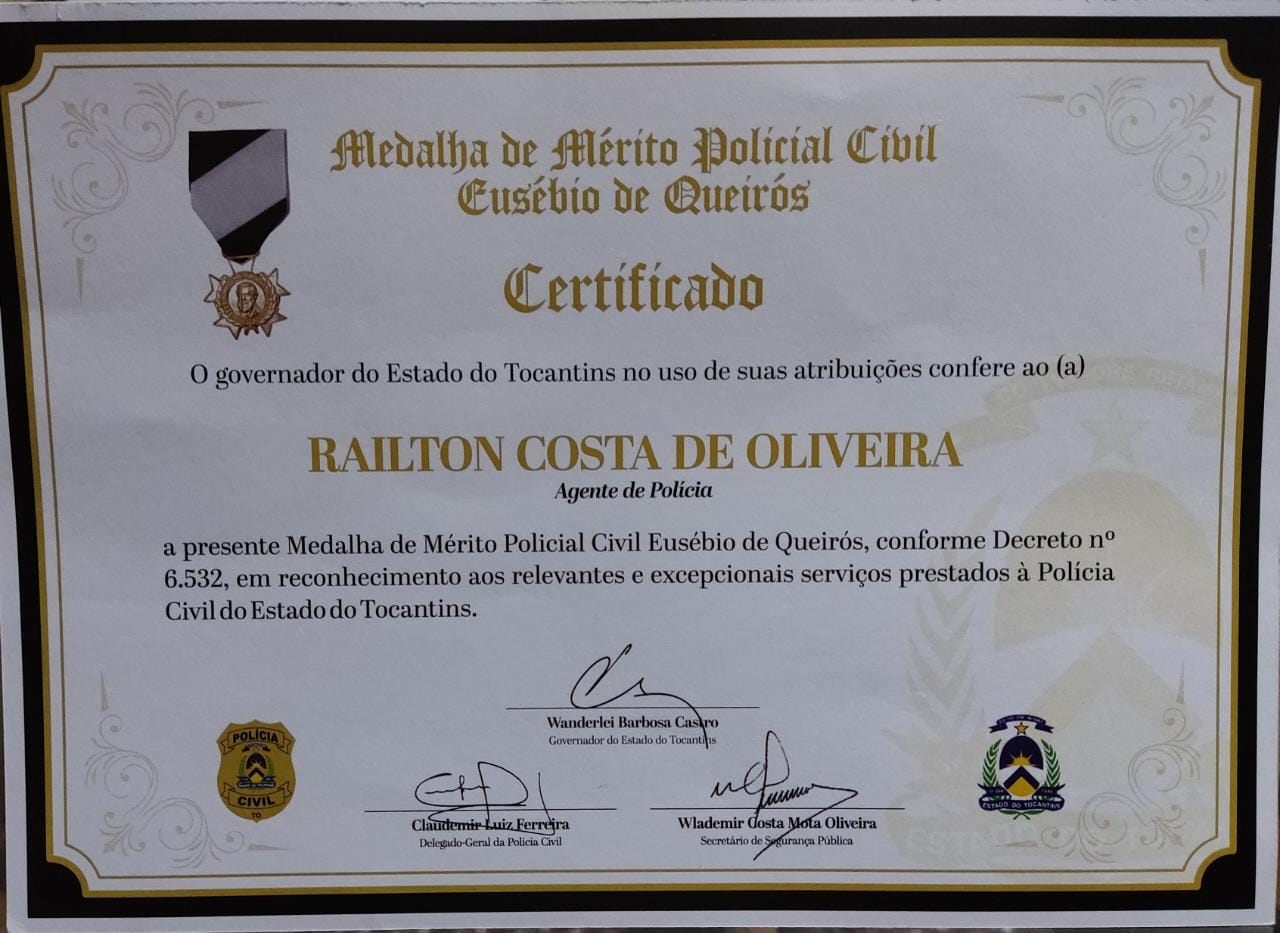 Medalha de Mérito Policial Civil
Eusébio de Queirós
Certificado
O governador do Estado do Tocantins no uso de suas atribuições confere ao (a)
RAILTON COSTA DE OLIVEIRA
Agente de Polícia
a presente Medalha de Mérito Policial Civil Eusébio de Queirós, conforme Decreto nº
6.532, em reconhecimento aos relevantes e excepcionais serviços prestados à Polícia
Civil do Estado do Tocantins.
Wanderlei Barbosa Castro
Governador do Estado do Tocantins
POLÍCIA
CIVIL
TO
Claudemir Luiz Ferreira
Delegado-Geral da Polícia Civil
Wlademir Costa Mota Oliveira
Secretário de Segurança Pública
ESTADO DO TOCANTINS